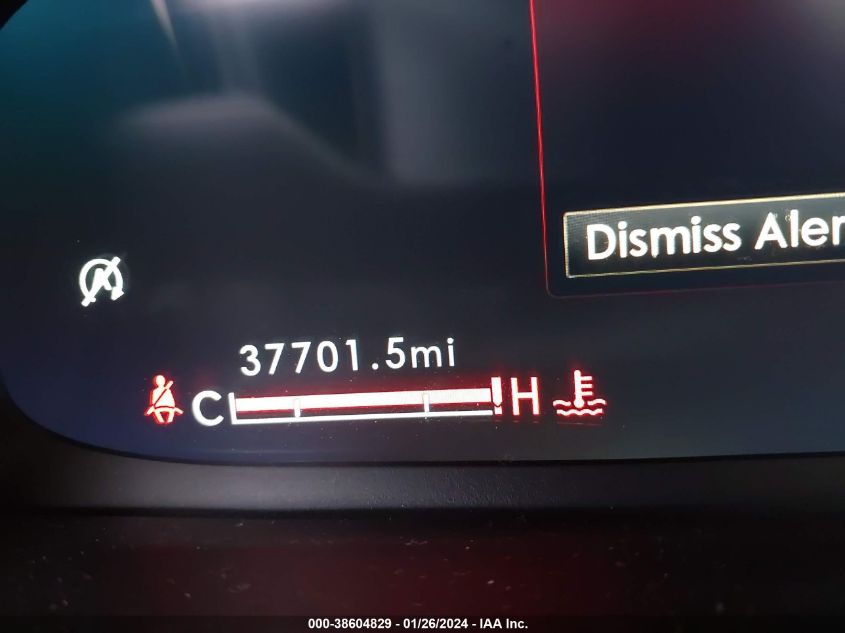 Dismiss Aler
37701.5mi
C H
000-38604829 - 01/26/2024 - IAA Inc.